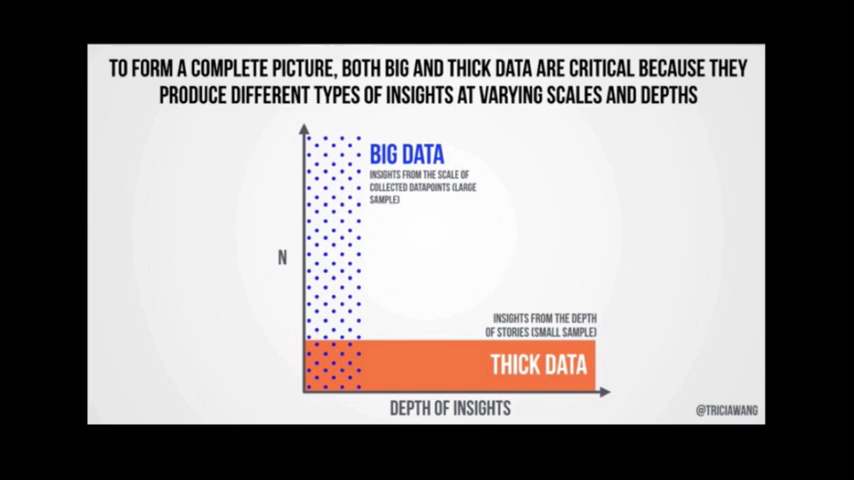 TO FORM A COMPLETE PICTURE, BOTH BIG AND THICK DATA ARE CRITICAL BECAUSE THEY
PRODUCE DIFFERENT TYPES OF INSIGHTS AT VARYING SCALES AND DEPTHS
BIG DATA
INSIGHTS FROM THE SCALE OF
COLLECTED DATAPOINTS (LARGE
SAMPLE)
N
INSIGHTS FROM THE DEPTH
OF STORIES (SMALL SAMPLE)
THICK DATA
DEPTH OF INSIGHTS
@TRICIAWANG